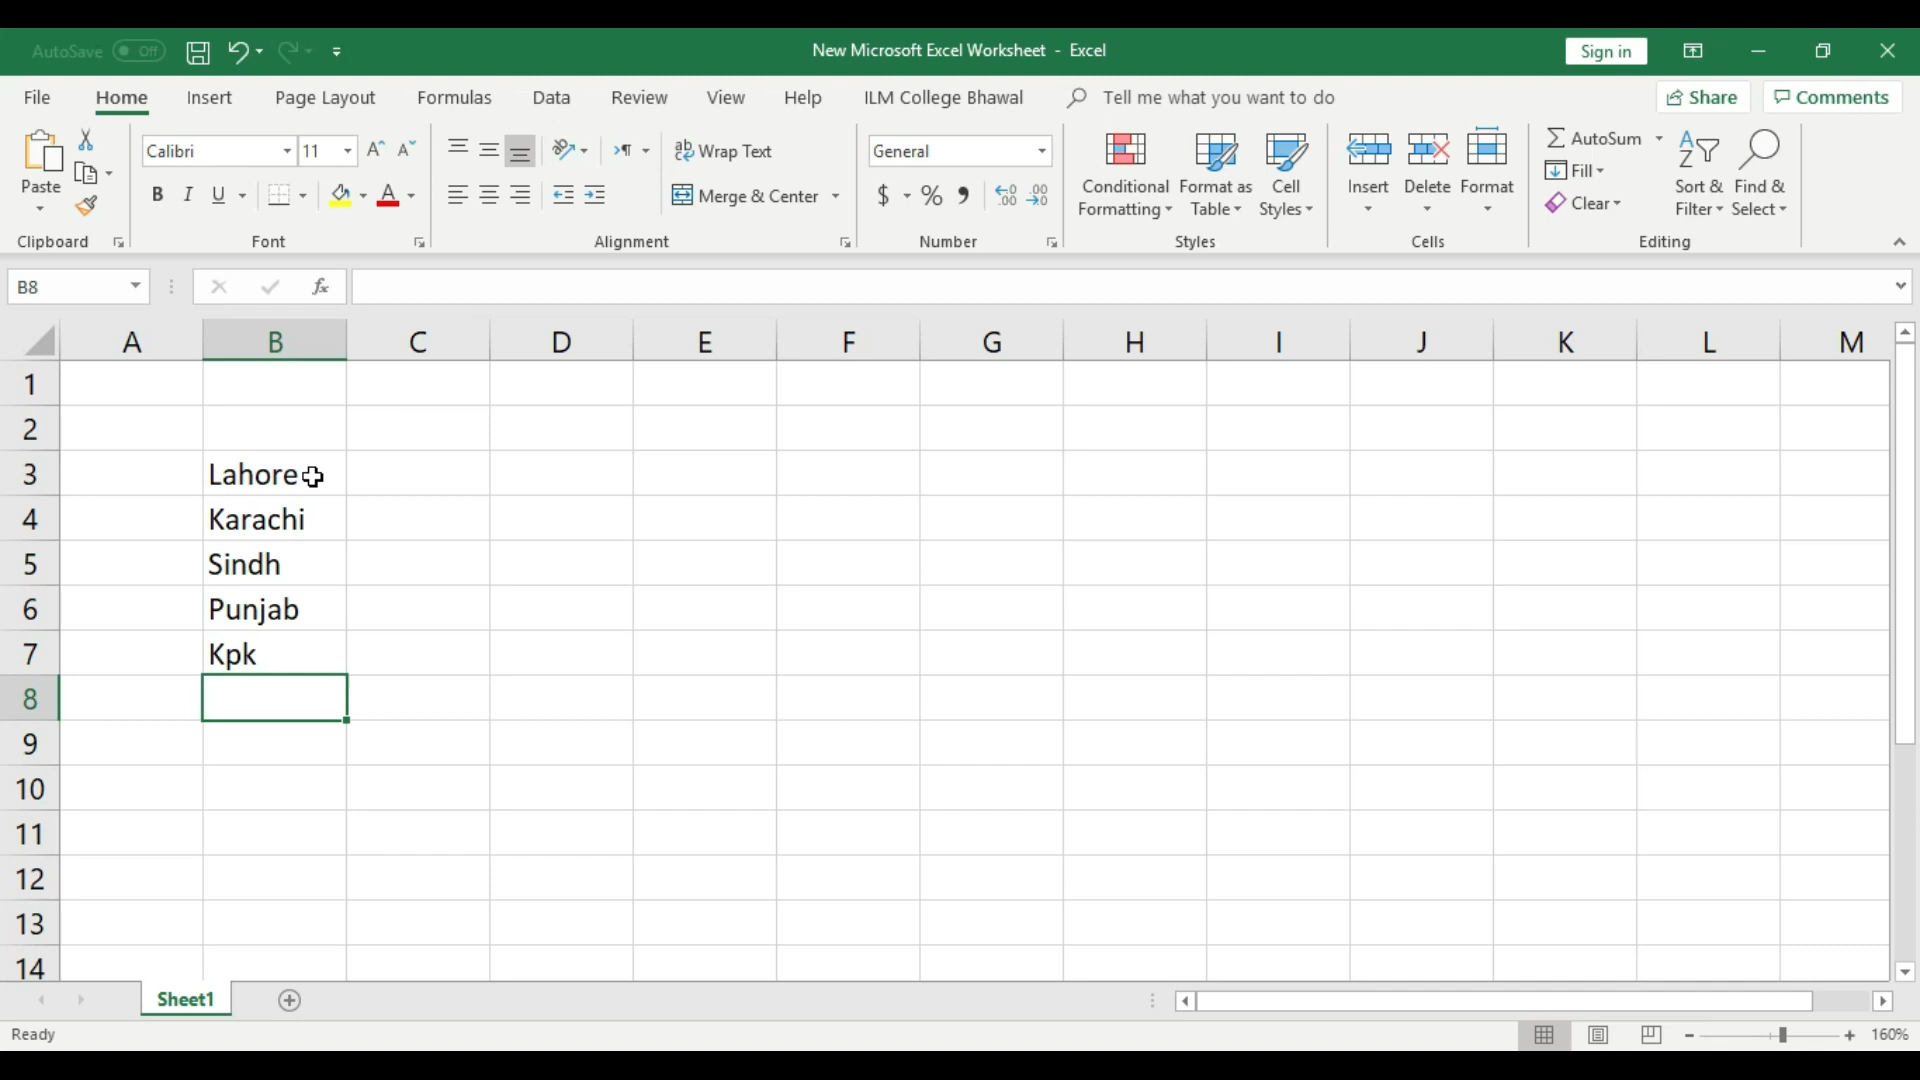 AutoSave Off New Microsoft Excel Worksheet - Excel Sign in
File Home Insert Page Layout Formulas Data Review View Help ILM College Bhawal Tell me what you want to do Share Comments
Calibri 11 Wrap Text General AutoSum
Paste Merge & Center Conditional Formatting Format as Table Cell Styles Insert Delete Format Fill Clear Sort & Filter Find & Select
Clipboard Font Alignment Number Styles Cells Editing
B8 fx
A B C D E F G H I J K L M
1
2
3 Lahore
4 Karachi
5 Sindh
6 Punjab
7 Kpk
8
9
10
11
12
13
14
Sheet1
Ready 160%